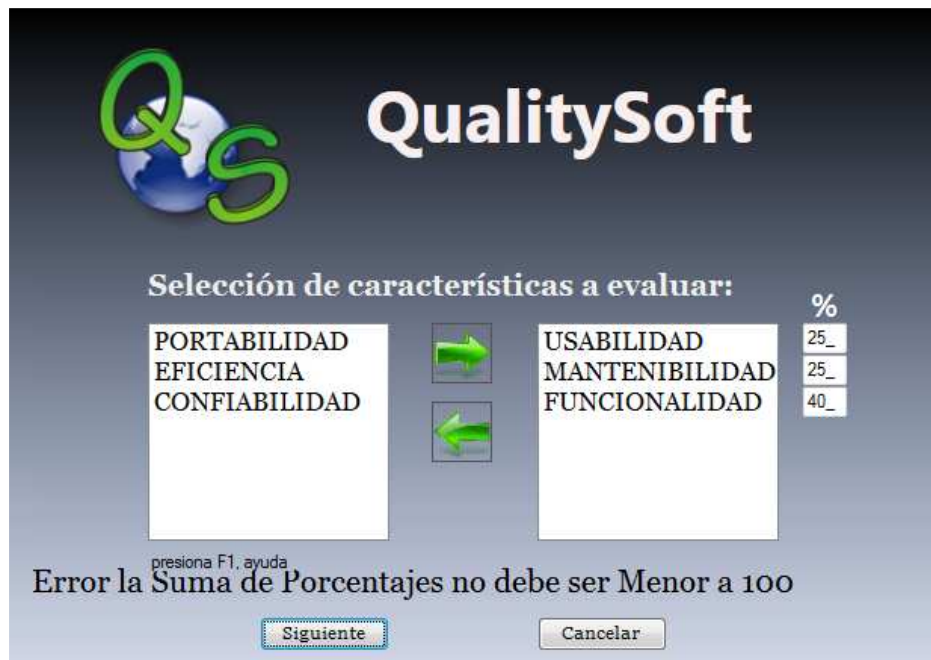 QS
QualitySoft
Selección de características a evaluar:
%
PORTABILIDAD
EFICIENCIA
CONFIABILIDAD
USABILIDAD 25_
MANTENIBILIDAD 25_
FUNCIONALIDAD 40_
presiona F1, ayuda
Error la Suma de Porcentajes no debe ser Menor a 100
Siguiente Cancelar